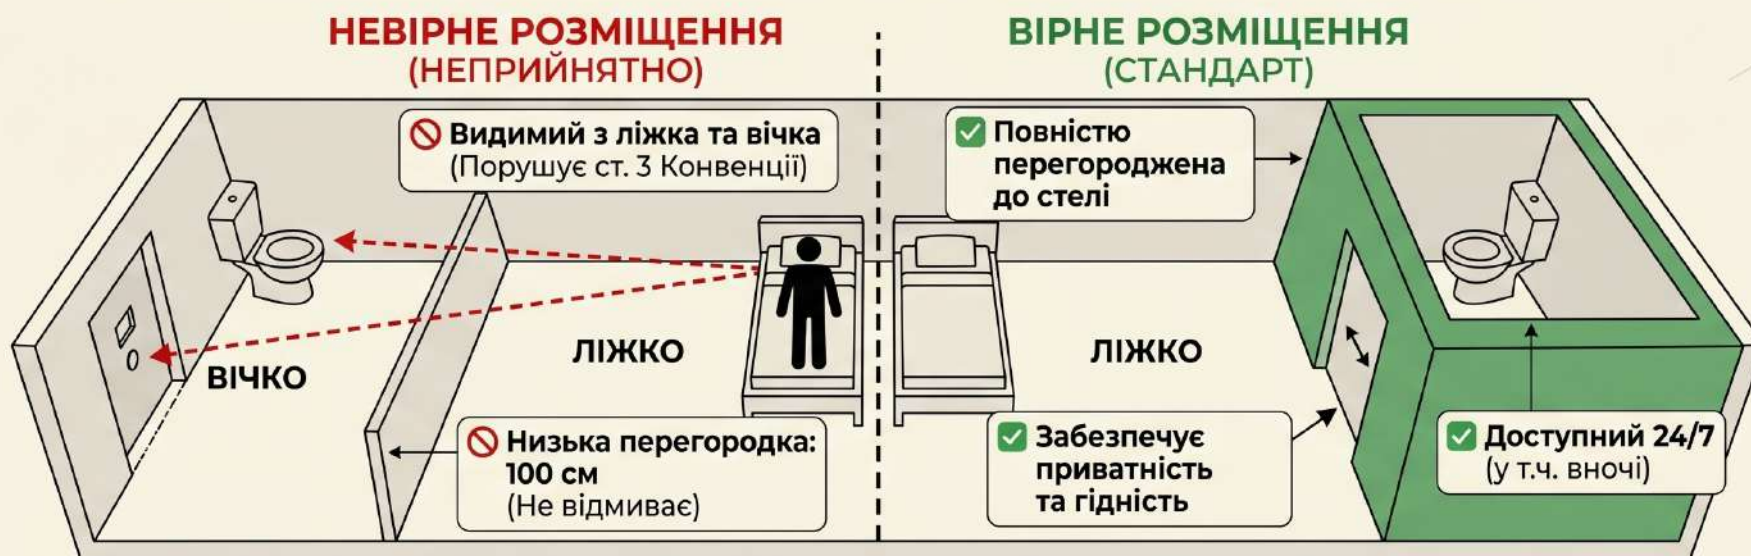 НЕВІРНЕ РОЗМІЩЕННЯ
(НЕПРИЙНЯТНО)
Видимий з ліжка та вічка
(Порушує ст. 3 Конвенції)
ВІЧКО
ЛІЖКО
Низька перегородка:
100 см
(Не відмиває)
ВІРНЕ РОЗМІЩЕННЯ
(СТАНДАРТ)
Повністю
перегороджена
до стелі
ЛІЖКО
Забезпечує
приватність
та гідність
Доступний 24/7
(у т.ч. вночі)